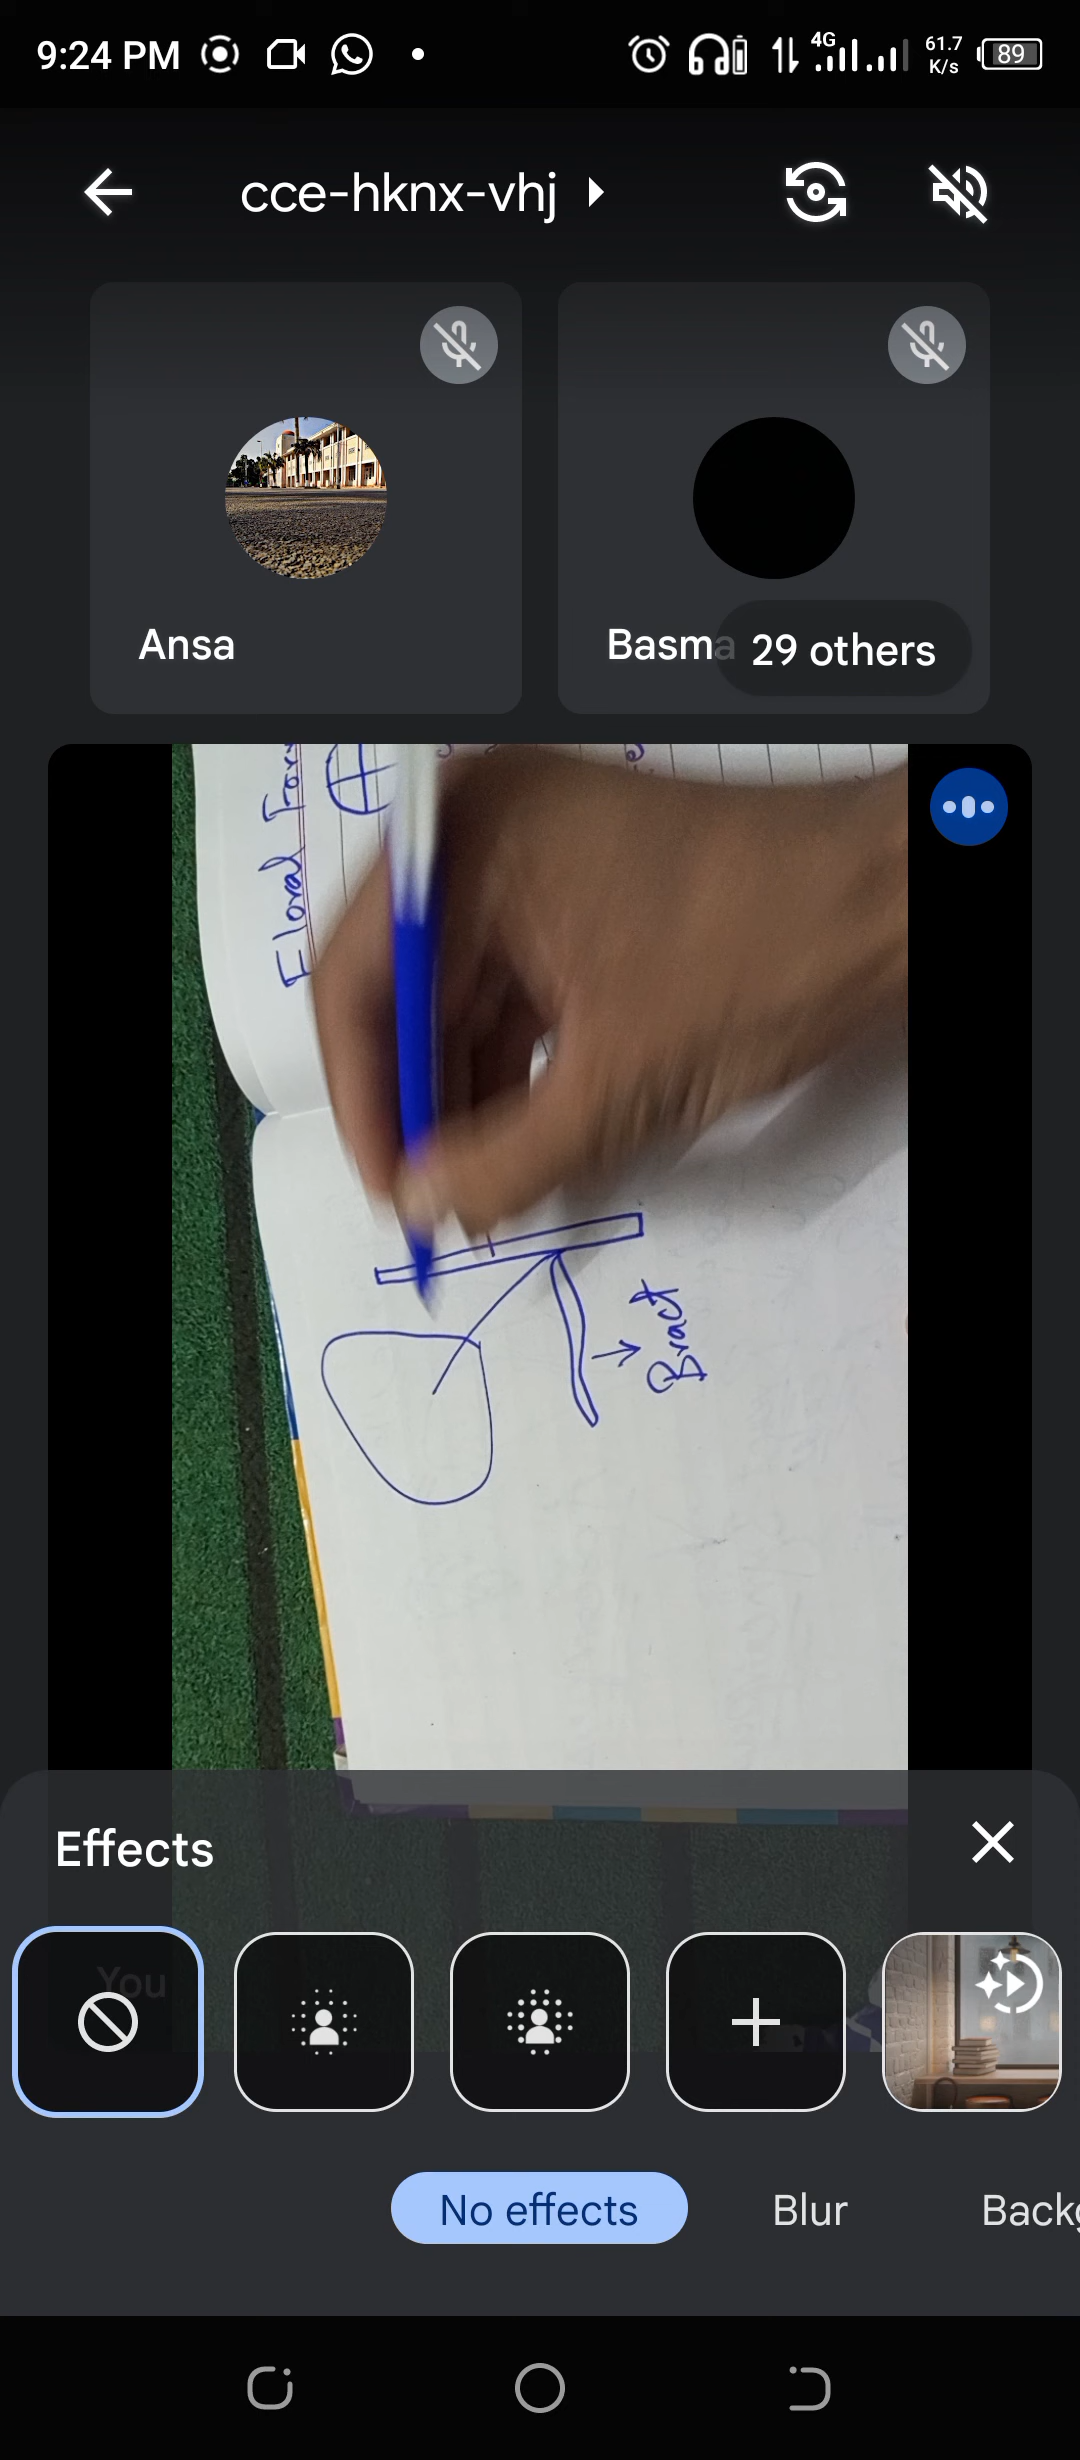 9:24 PM
4G
61.7
K/s
89
cce-hknx-vhj
Ansa
Basma
29 others
Floral
Bract
Effects
You
No effects
Blur
Backg